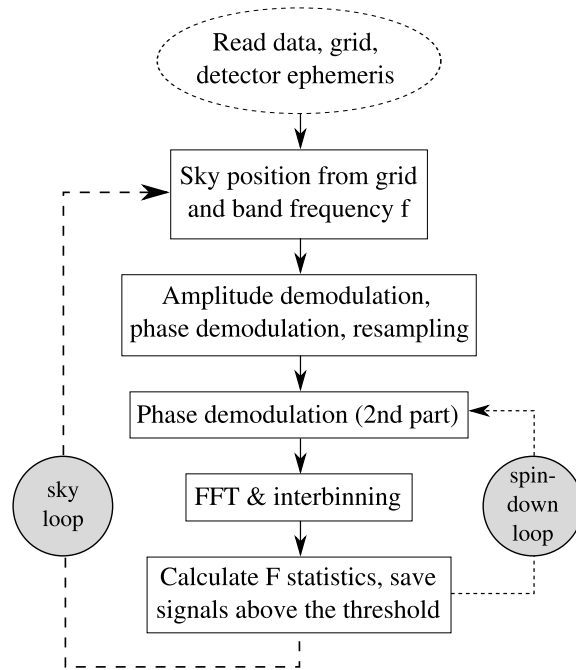 Read data, grid,
detector ephemeris
Sky position from grid
and band frequency f
Amplitude demodulation,
phase demodulation, resampling
Phase demodulation (2nd part)
FFT & interbinning
Calculate F statistics, save
signals above the threshold
sky
loop
spin-
down
loop